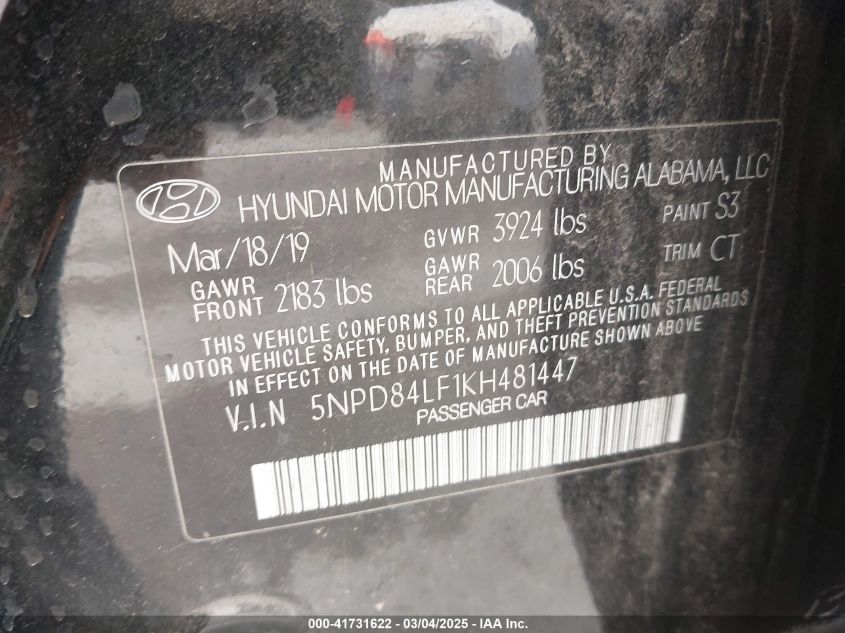 MANUFACTURED BY
HYUNDAI MOTOR MANUFACTURING ALABAMA, LLC
Mar/18/19 GVWR 3924 lbs PAINT S3
GAWR FRONT 2183 lbs GAWR REAR 2006 lbs TRIM CT
THIS VEHICLE CONFORMS TO ALL APPLICABLE U.S.A. FEDERAL
MOTOR VEHICLE SAFETY, BUMPER, AND THEFT PREVENTION STANDARDS
IN EFFECT ON THE DATE OF MANUFACTURE SHOWN ABOVE
V.I.N 5NPD84LF1KH481447
PASSENGER CAR
000-41731622 - 03/04/2025 - IAA Inc.